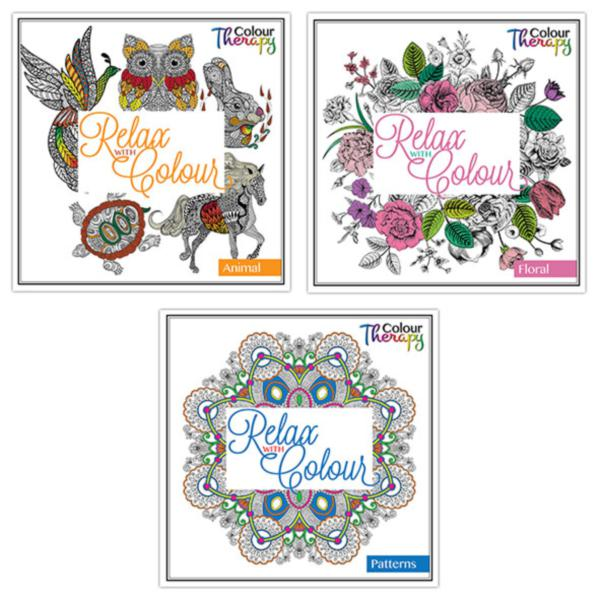 Colour
Therapy
Relax
WITH
Colour
Animal
Colour
Therapy
Relax
WITH
Colour
Floral
Colour
Therapy
Relax
WITH
Colour
Patterns